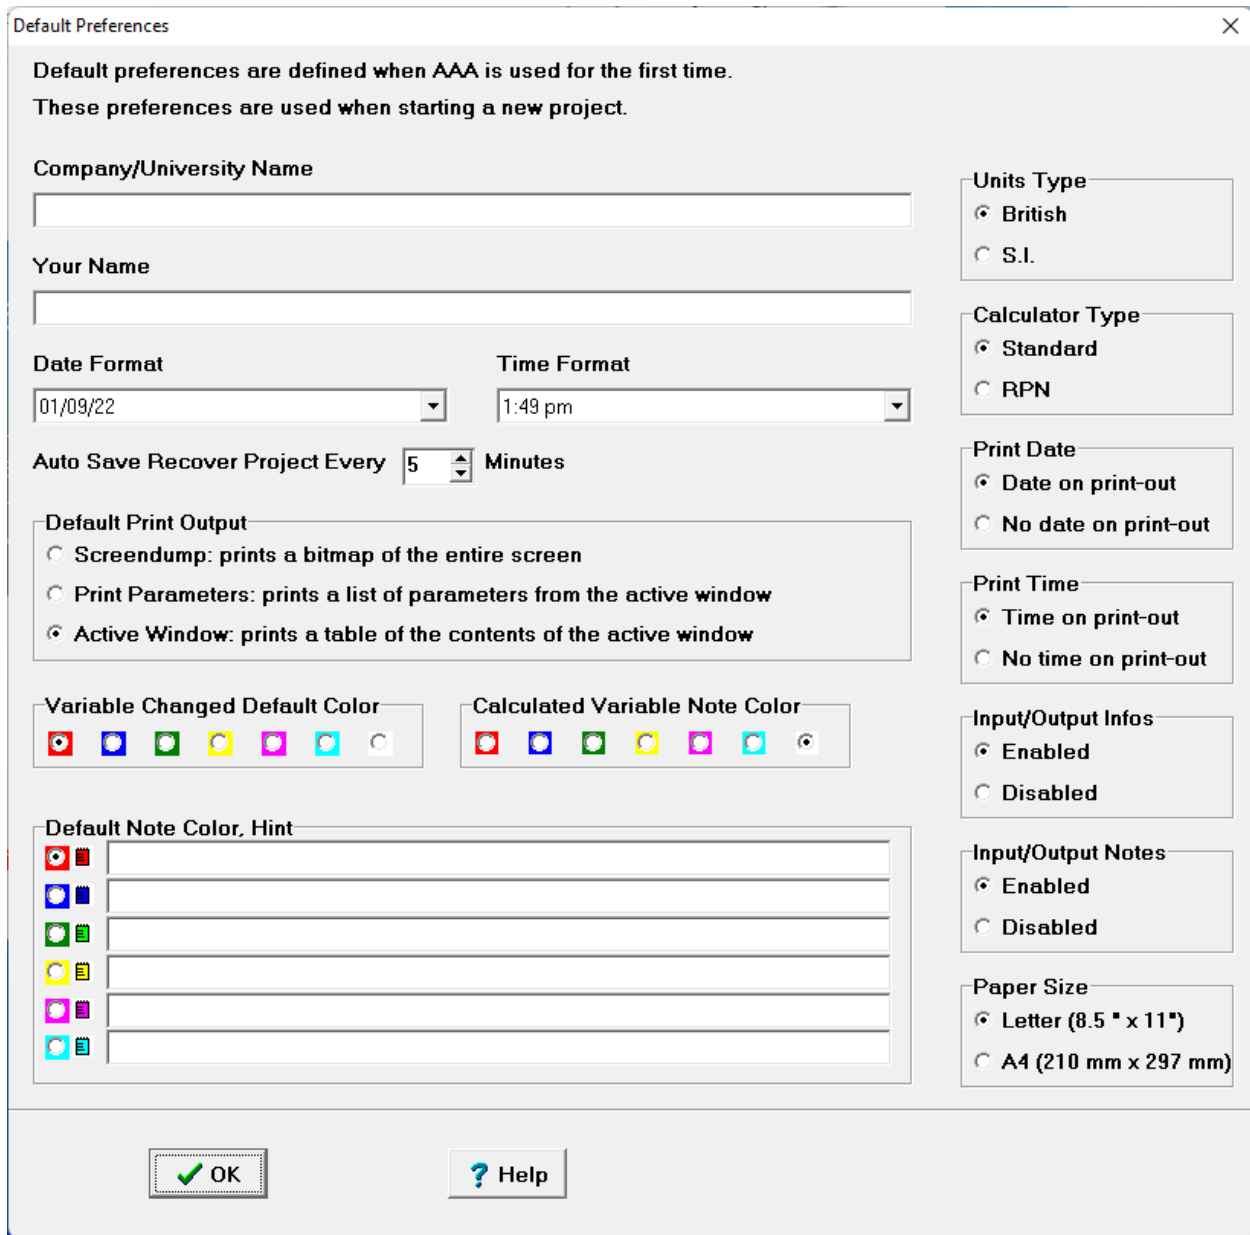 Default Preferences
Default preferences are defined when AAA is used for the first time.
These preferences are used when starting a new project.
Company/University Name
Your Name
Date Format
Time Format
01/09/22
1:49 pm
Auto Save Recover Project Every 5 Minutes
Default Print Output
Screendump: prints a bitmap of the entire screen
Print Parameters: prints a list of parameters from the active window
Active Window: prints a table of the contents of the active window
Variable Changed Default Color
Calculated Variable Note Color
Default Note Color, Hint
Units Type
British
S.I.
Calculator Type
Standard
RPN
Print Date
Date on print-out
No date on print-out
Print Time
Time on print-out
No time on print-out
Input/Output Infos
Enabled
Disabled
Input/Output Notes
Enabled
Disabled
Paper Size
Letter (8.5 " x 11")
A4 (210 mm x 297 mm)
OK
? Help